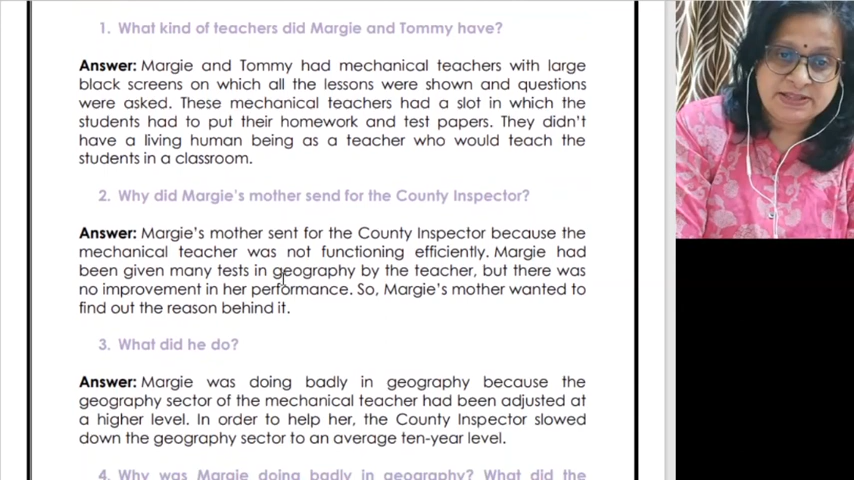 1. What kind of teachers did Margie and Tommy have?
Answer: Margie and Tommy had mechanical teachers with large
black screens on which all the lessons were shown and questions
were asked. These mechanical teachers had a slot in which the
students had to put their homework and test papers. They didn't
have a living human being as a teacher who would teach the
students in a classroom.
2. Why did Margie's mother send for the County Inspector?
Answer: Margie's mother sent for the County Inspector because the
mechanical teacher was not functioning efficiently. Margie had
been given many tests in geography by the teacher, but there was
no improvement in her performance. So, Margie's mother wanted to
find out the reason behind it.
3. What did he do?
Answer: Margie was doing badly in geography because the
geography sector of the mechanical teacher had been adjusted at
a higher level. In order to help her, the County Inspector slowed
down the geography sector to an average ten-year level.
4. Why was Margie doing badly in geography? What did the